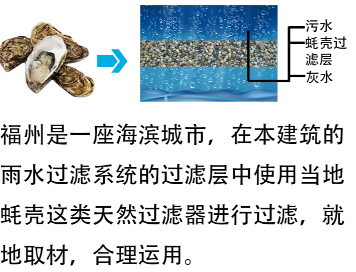 污水
蚝壳过
滤层
灰水
福州是一座海滨城市，在本建筑的
雨水过滤系统的过滤层中使用当地
蚝壳这类天然过滤器进行过滤，就
地取材，合理运用。